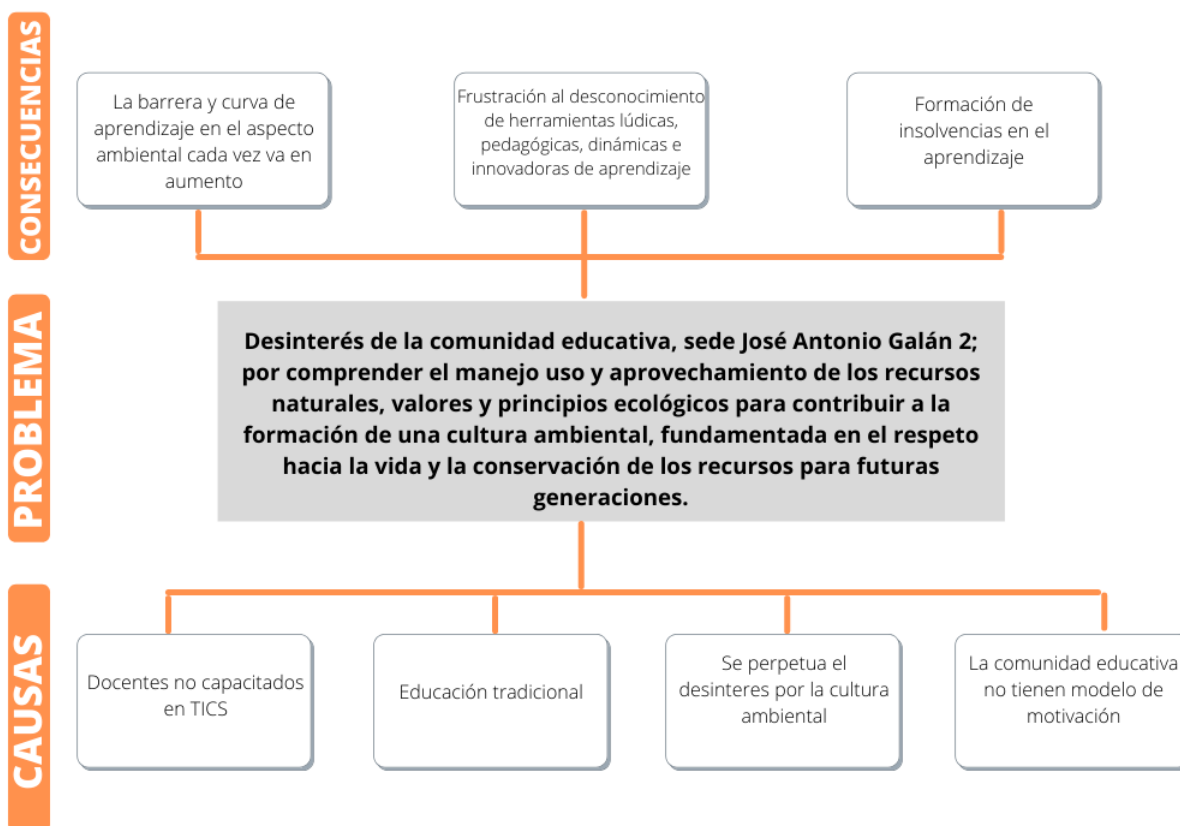 CONSECUENCIAS
La barrera y curva de
aprendizaje en el aspecto
ambiental cada vez va en
aumento
Frustración al desconocimiento
de herramientas lúdicas,
pedagógicas, dinámicas e
innovadoras de aprendizaje
Formación de
insolvencias en el
aprendizaje
PROBLEMA
Desinterés de la comunidad educativa, sede José Antonio Galán 2;
por comprender el manejo uso y aprovechamiento de los recursos
naturales, valores y principios ecológicos para contribuir a la
formación de una cultura ambiental, fundamentada en el respeto
hacia la vida y la conservación de los recursos para futuras
generaciones.
CAUSAS
Docentes no capacitados
en TICS
Educación tradicional
Se perpetua el
desinteres por la cultura
ambiental
La comunidad educativa
no tienen modelo de
motivación